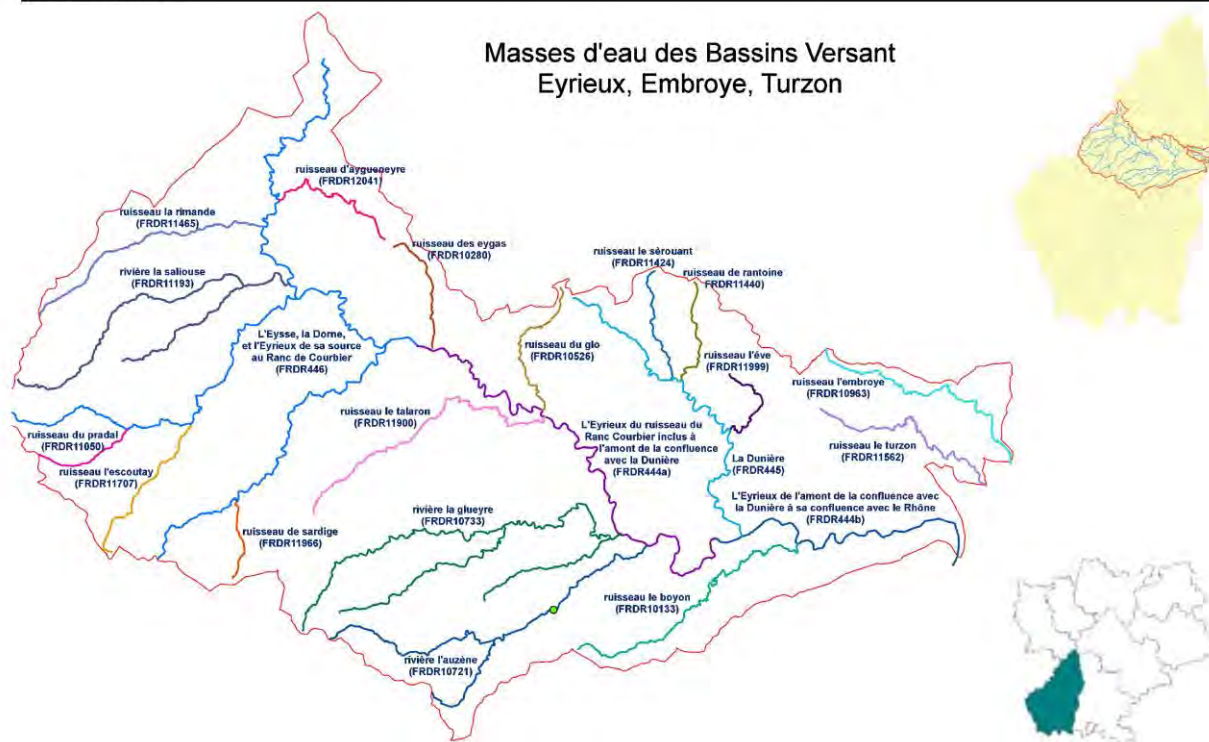 Masses d'eau des Bassins Versant
Eyrieux, Embroye, Turzon
ruisseau d'aygueneyre
(FRDR12041)
ruisseau la rimande
(FRDR11465)
ruisseau des eygas
(FRDR10280)
ruisseau le sérouant
(FRDR11424)
ruisseau de rantoine
FRDR11440)
rivière la saliouse
(FRDR11193)
L'Eysse, la Dorne,
et l'Eyrieux de sa source
au Ranc de Courbier
(FRDR446)
ruisseau du glo
(FRDR10526)
ruisseau l'éve
(FRDR11999)
ruisseau l'embroye
(FRDR10963)
ruisseau le talaron
(FRDR11900)
L'Eyrieux du ruisseau du
Ranc Courbier inclus à
l'amont de la confluence
avec la Dunière
(FRDR444a)
La Dunière
(FRDR445)
ruisseau le turzon
(FRDR11562)
ruisseau du pradal
(FRDR11050)
ruisseau l'escoutay
(FRDR11707)
L'Eyrieux de l'amont de la confluence avec
la Dunière à sa confluence avec le Rhône
(FRDR444b)
rivière la glueyre
(FRDR10733)
ruisseau de sardige
(FRDR11966)
ruisseau le boyon
(FRDR10133)
rivière l'auzène
(FRDR10721)